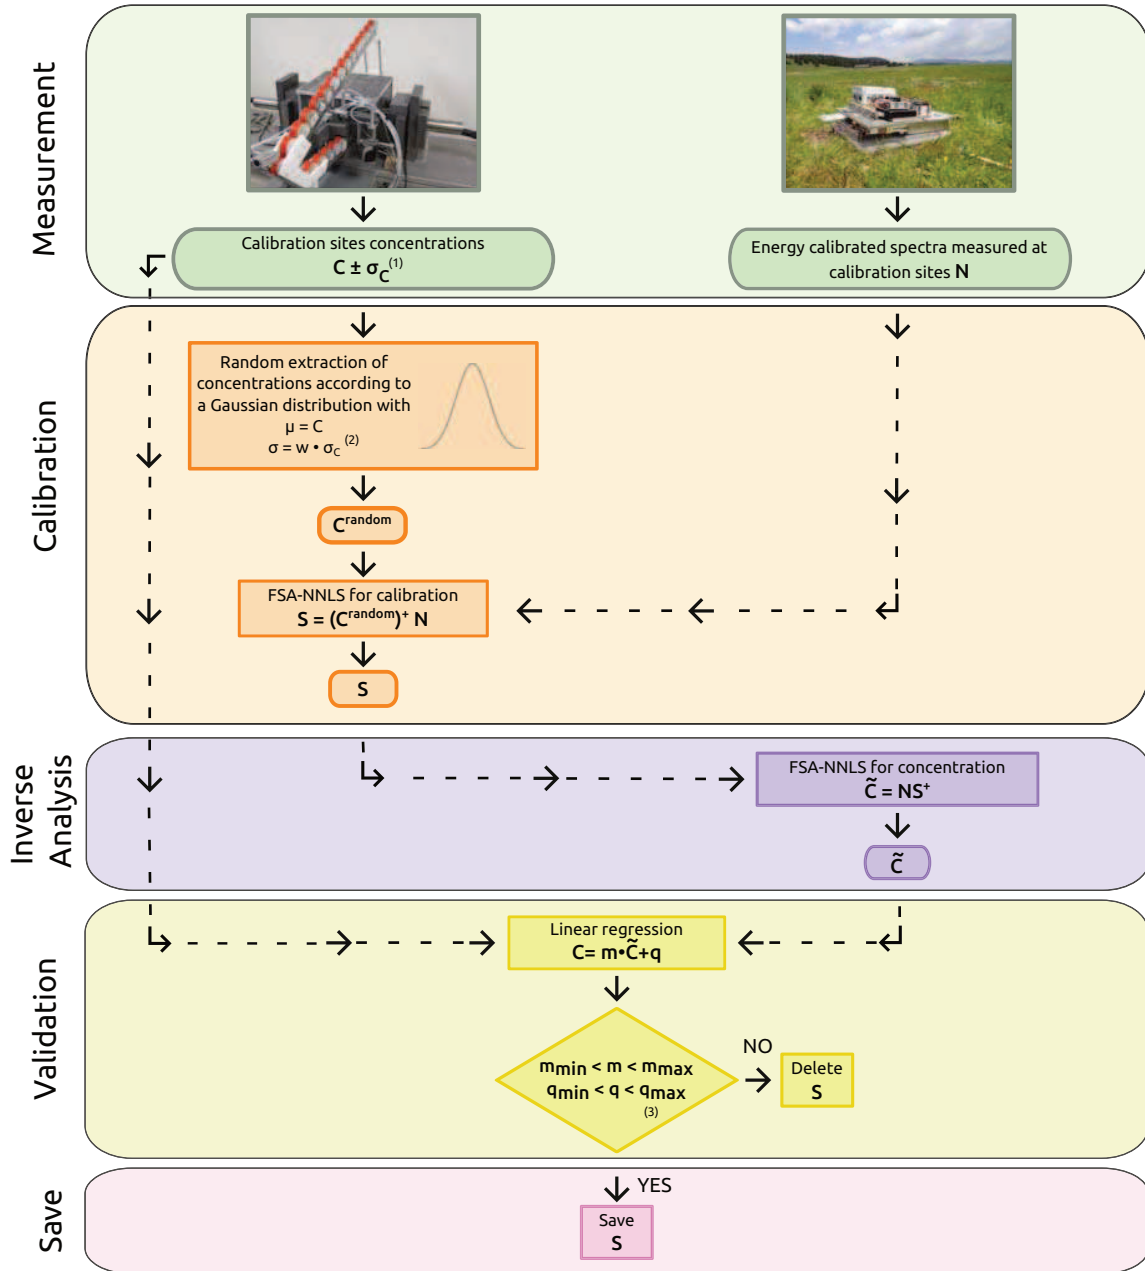 Measurement
Calibration sites concentrations
C ± σC(1)
Energy calibrated spectra measured at
calibration sites N
Calibration
Random extraction of
concentrations according to
a Gaussian distribution with
μ = C
σ = w • σC (2)
Crandom
FSA-NNLS for calibration
S = (Crandom)+ N
S
Inverse
Analysis
FSA-NNLS for concentration
C̃ = NS+
C̃
Validation
Linear regression
C= m•C̃+q
mmin < m < mmax
qmin < q < qmax
(3)
NO
Delete
S
Save
YES
Save
S